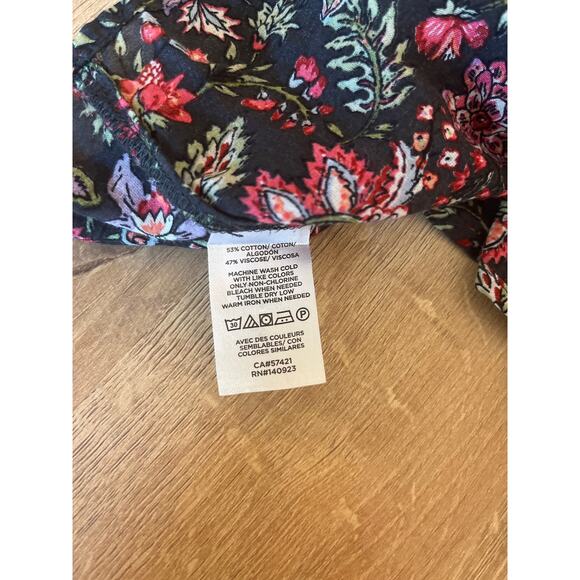 53% COTTON/ COTON/
ALGODÓN
47% VISCOSE/ VISCOSA
MACHINE WASH COLD
WITH LIKE COLORS
ONLY NON-CHLORINE
BLEACH WHEN NEEDED
TUMBLE DRY LOW
WARM IRON WHEN NEEDED
30 P
AVEC DES COULEURS
SEMBLABLES/ CON
COLORES SIMILARES
CA#57421
RN#140923